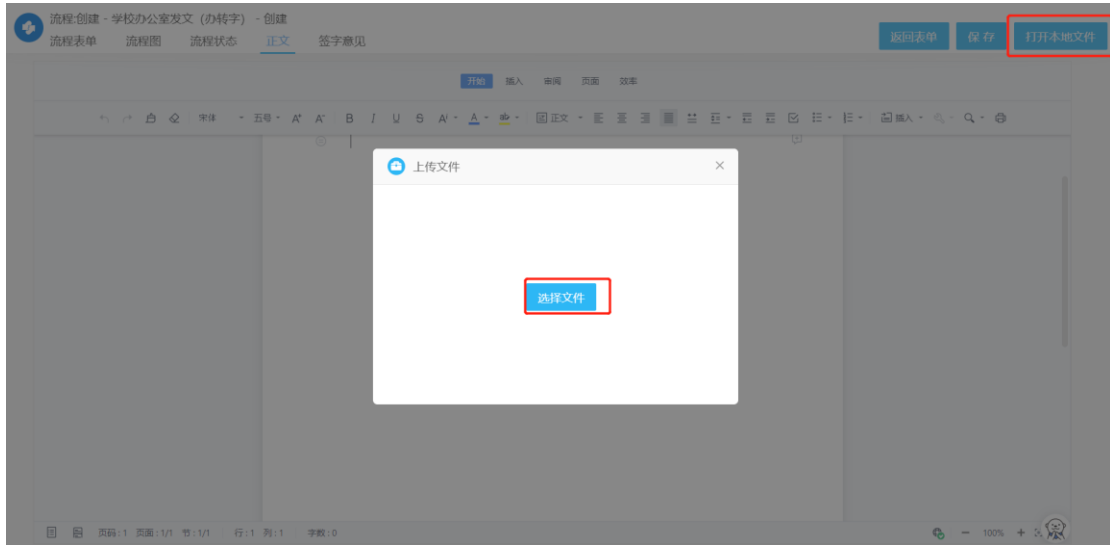 流程:创建 - 学校办公室发文（办转字） - 创建
流程表单 流程图 流程状态 正文 签字意见
返回表单 保存 打开本地文件
开始 插入 审阅 页面 效率
宋体 五号 A⁺ A⁻ B I U S A A ab 正文 插入
上传文件 ×
选择文件
页码:1 页面:1/1 节:1/1 行:1 列:1 字数:0 − 100% +